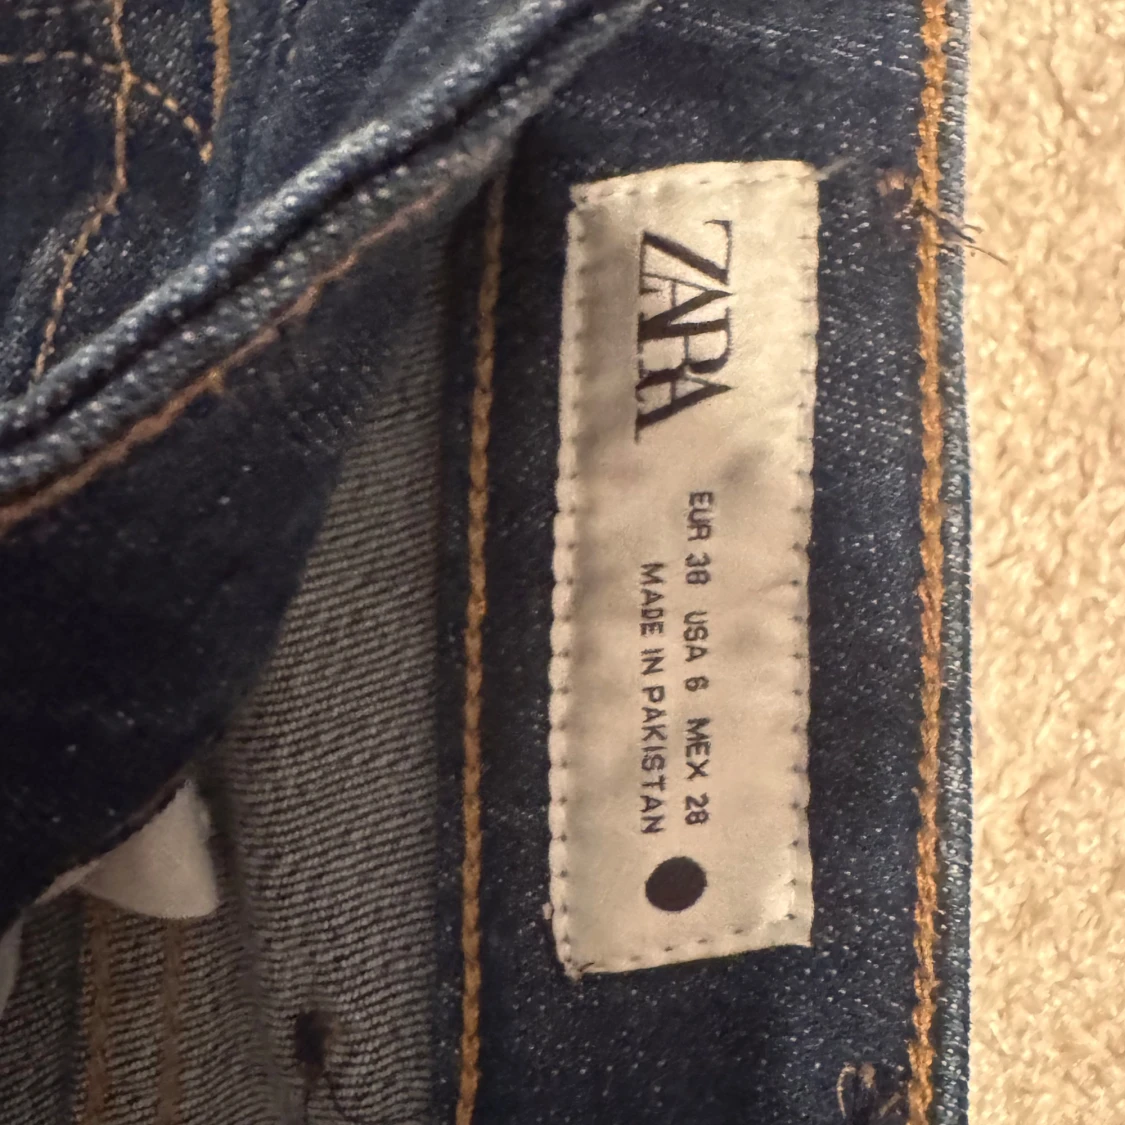 ZARA
EUR 38 USA 6 MEX 28
MADE IN PAKISTAN